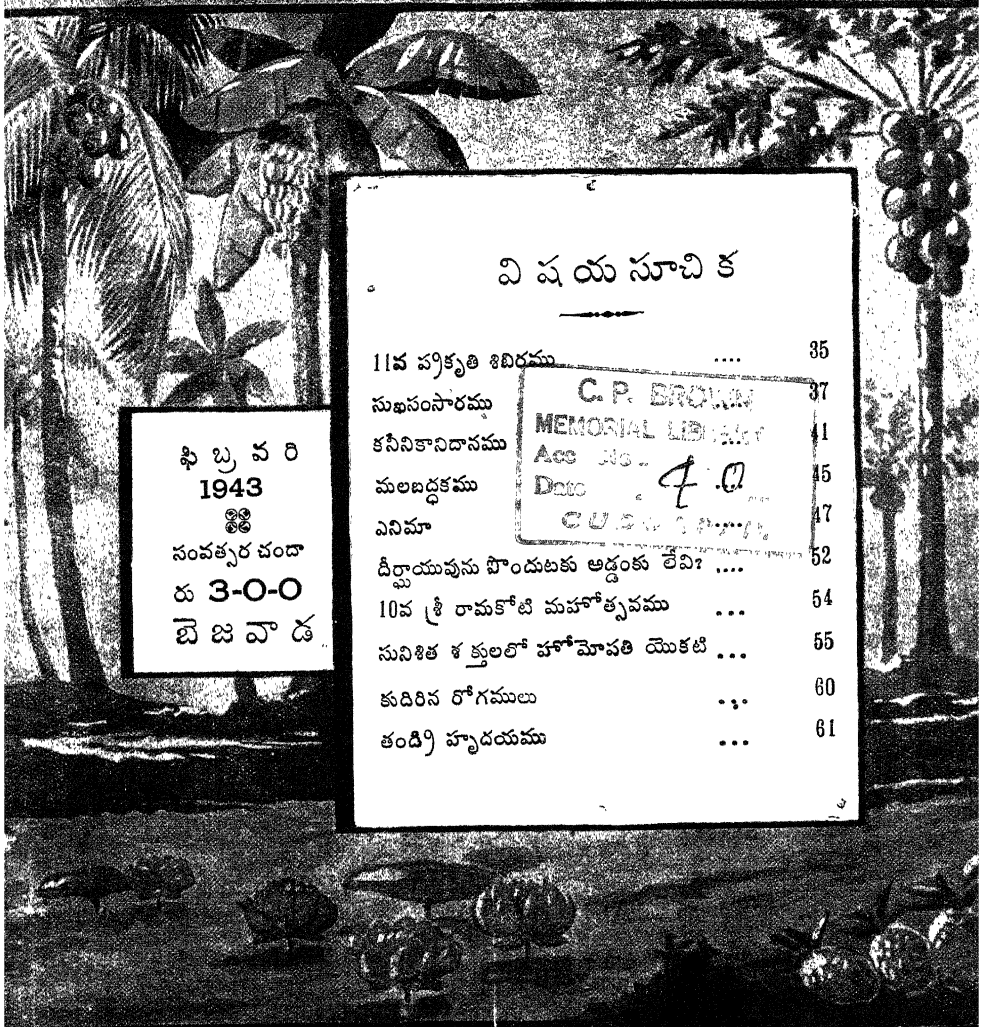 విషయసూచిక
11వ ప్రకృతి శిబిరము .... 35
సుఖసంసారము 37
కసినికానిదానము 41
మలబద్ధకము 45
ఎనిమా .... 47
దీర్ఘాయువును పొందుటకు అడ్డంకు లేవి? .... 52
10వ శ్రీ రామకోటి మహోత్సవము ... 54
సునిశిత శక్తులలో హోమోపతి యొకటి ... 55
కుదిరిన రోగములు ... 60
తండ్రి హృదయము ... 61
ఫిబ్రవరి
1943
సంవత్సర చందా
రు 3-0-0
బెజవాడ
C. P. BROWN
MEMORIAL LIBRARY
Acc No.
Date